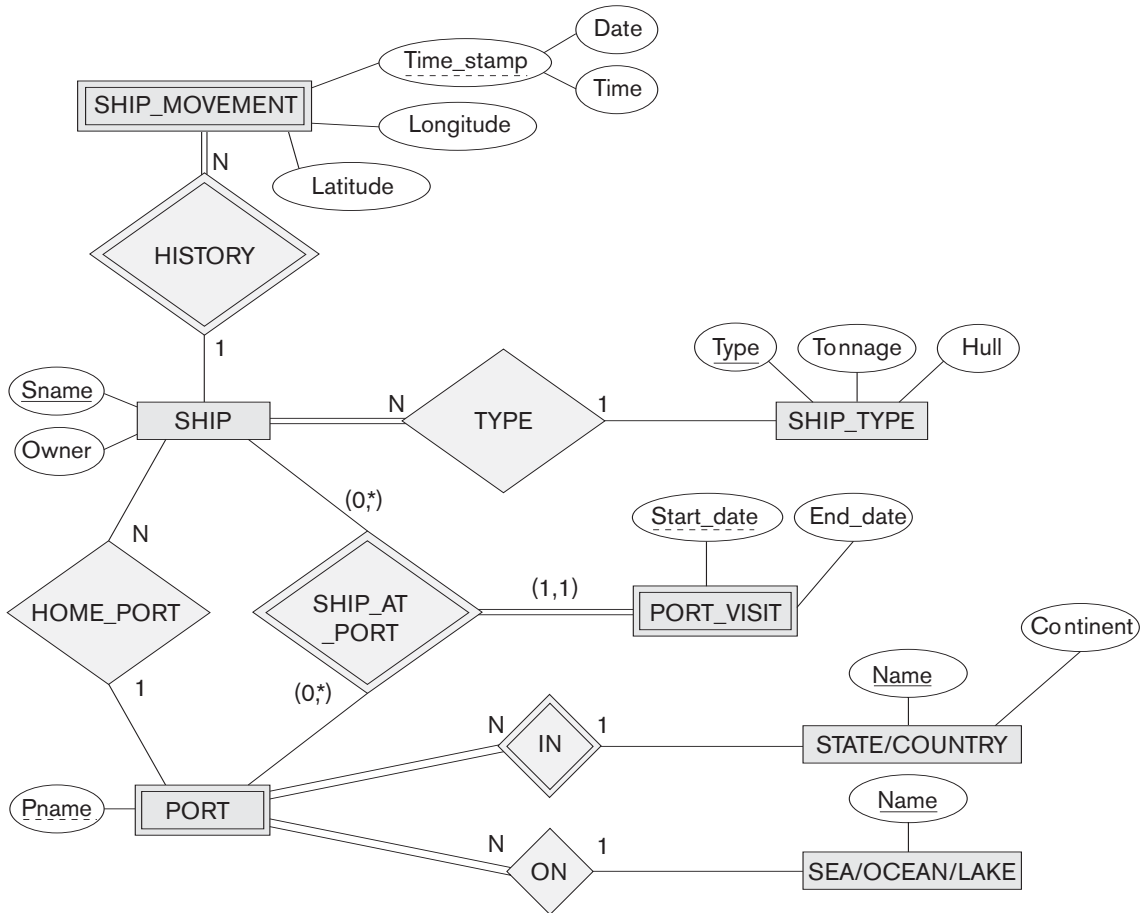 Date
Time_stamp
Time
SHIP_MOVEMENT
Longitude
N
Latitude
HISTORY
1
Type
Tonnage
Hull
Sname
N
1
SHIP
TYPE
SHIP_TYPE
Owner
(0,*)
Start_date
End_date
N
(1,1)
HOME_PORT
SHIP_AT
_PORT
PORT_VISIT
Continent
1
(0,*)
Name
N
1
IN
STATE/COUNTRY
Pname
PORT
Name
N
1
ON
SEA/OCEAN/LAKE